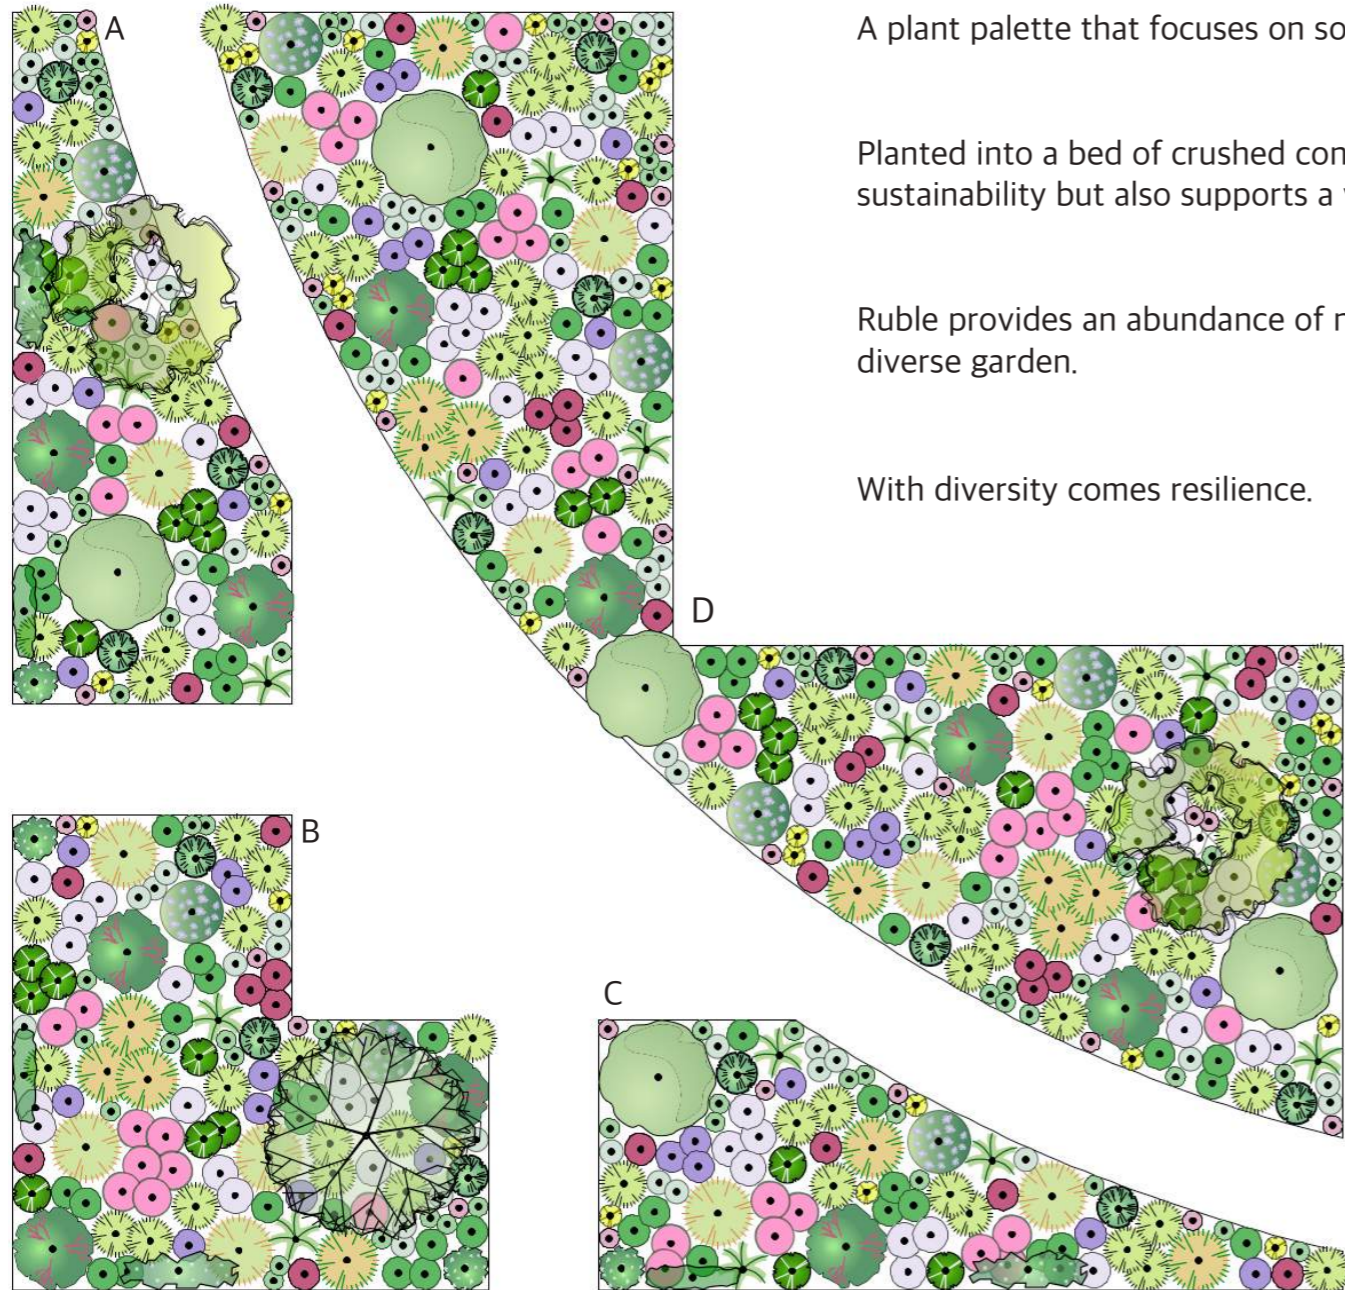 A
A plant palette that focuses on so
Planted into a bed of crushed con
sustainability but also supports a
Ruble provides an abundance of
diverse garden.
With diversity comes resilience.
D
B
C